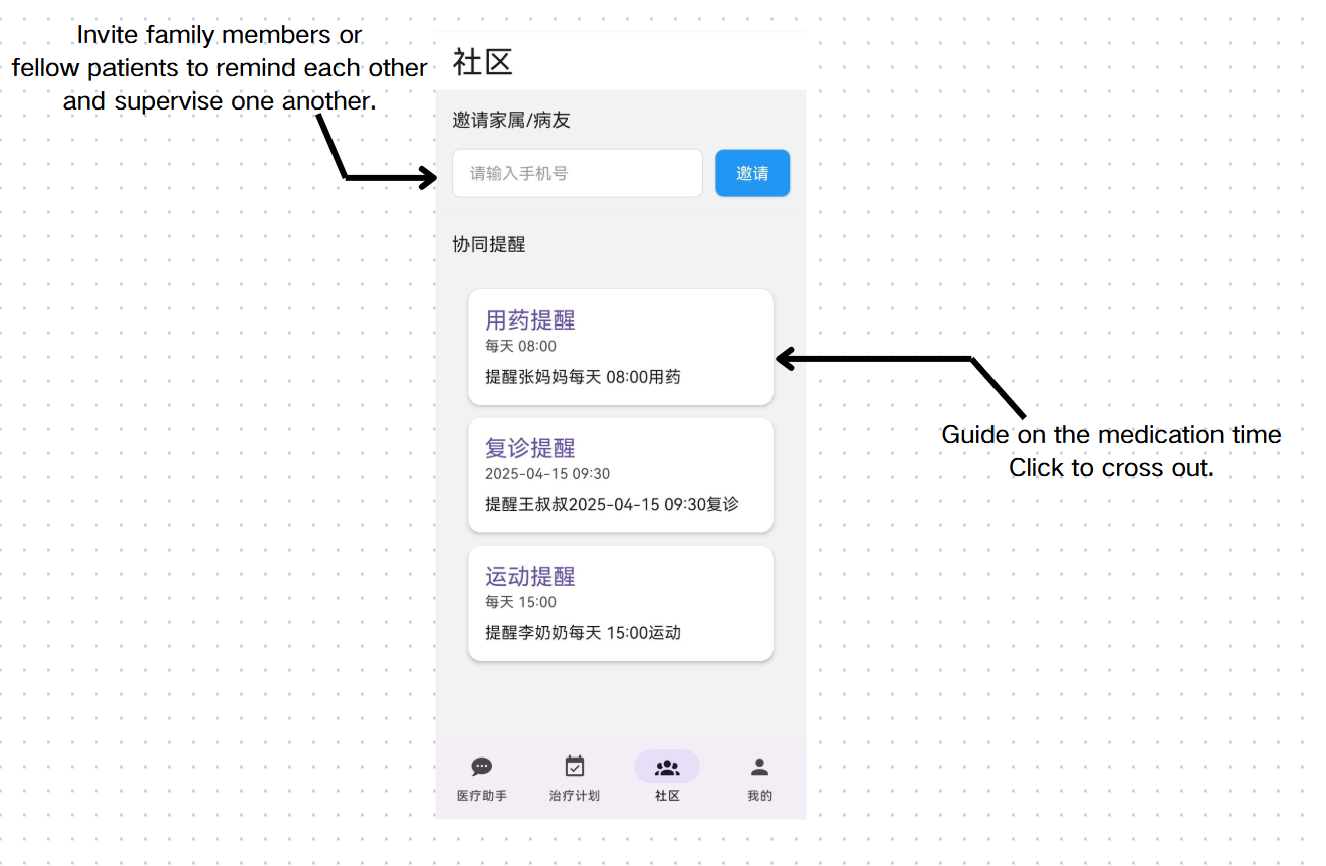 Invite family members or
fellow patients to remind each other
and supervise one another.
社区
邀请家属/病友
请输入手机号
邀请
协同提醒
用药提醒
每天 08:00
提醒张妈妈每天 08:00用药
Guide on the medication time
Click to cross out.
复诊提醒
2025-04-15 09:30
提醒王叔叔2025-04-15 09:30复诊
运动提醒
每天 15:00
提醒李奶奶每天 15:00运动
医疗助手
治疗计划
社区
我的